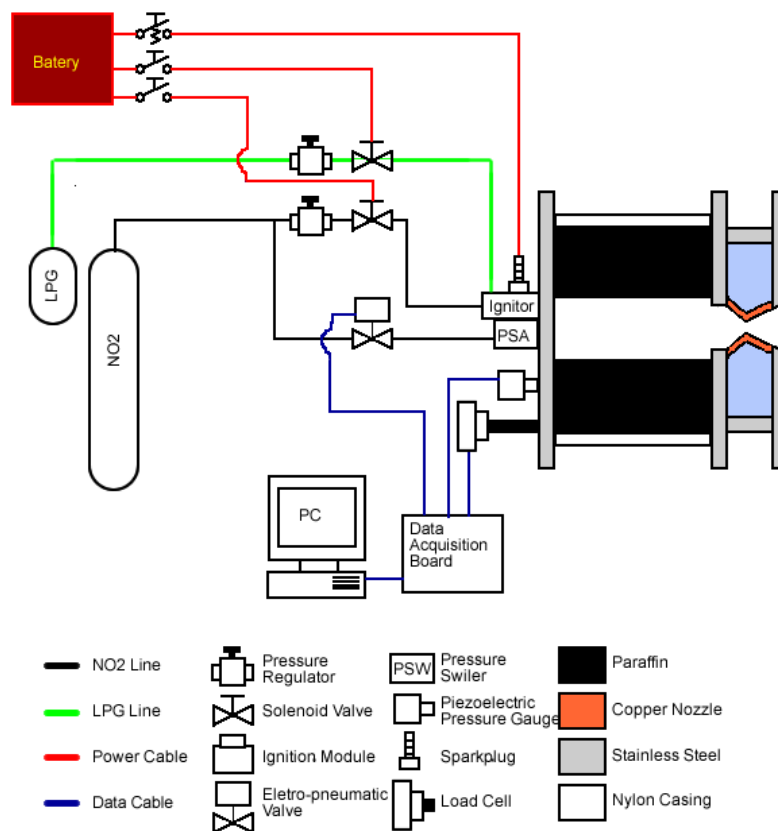 Batery
LPG
NO2
Ignitor
PSA
PC
Data
Acquisition
Board
NO2 Line
LPG Line
Power Cable
Data Cable
Pressure
Regulator
Solenoid Valve
Ignition Module
Eletro-pneumatic
Valve
PSW
Pressure
Swiler
Piezoelectric
Pressure Gauge
Sparkplug
Load Cell
Paraffin
Copper Nozzle
Stainless Steel
Nylon Casing